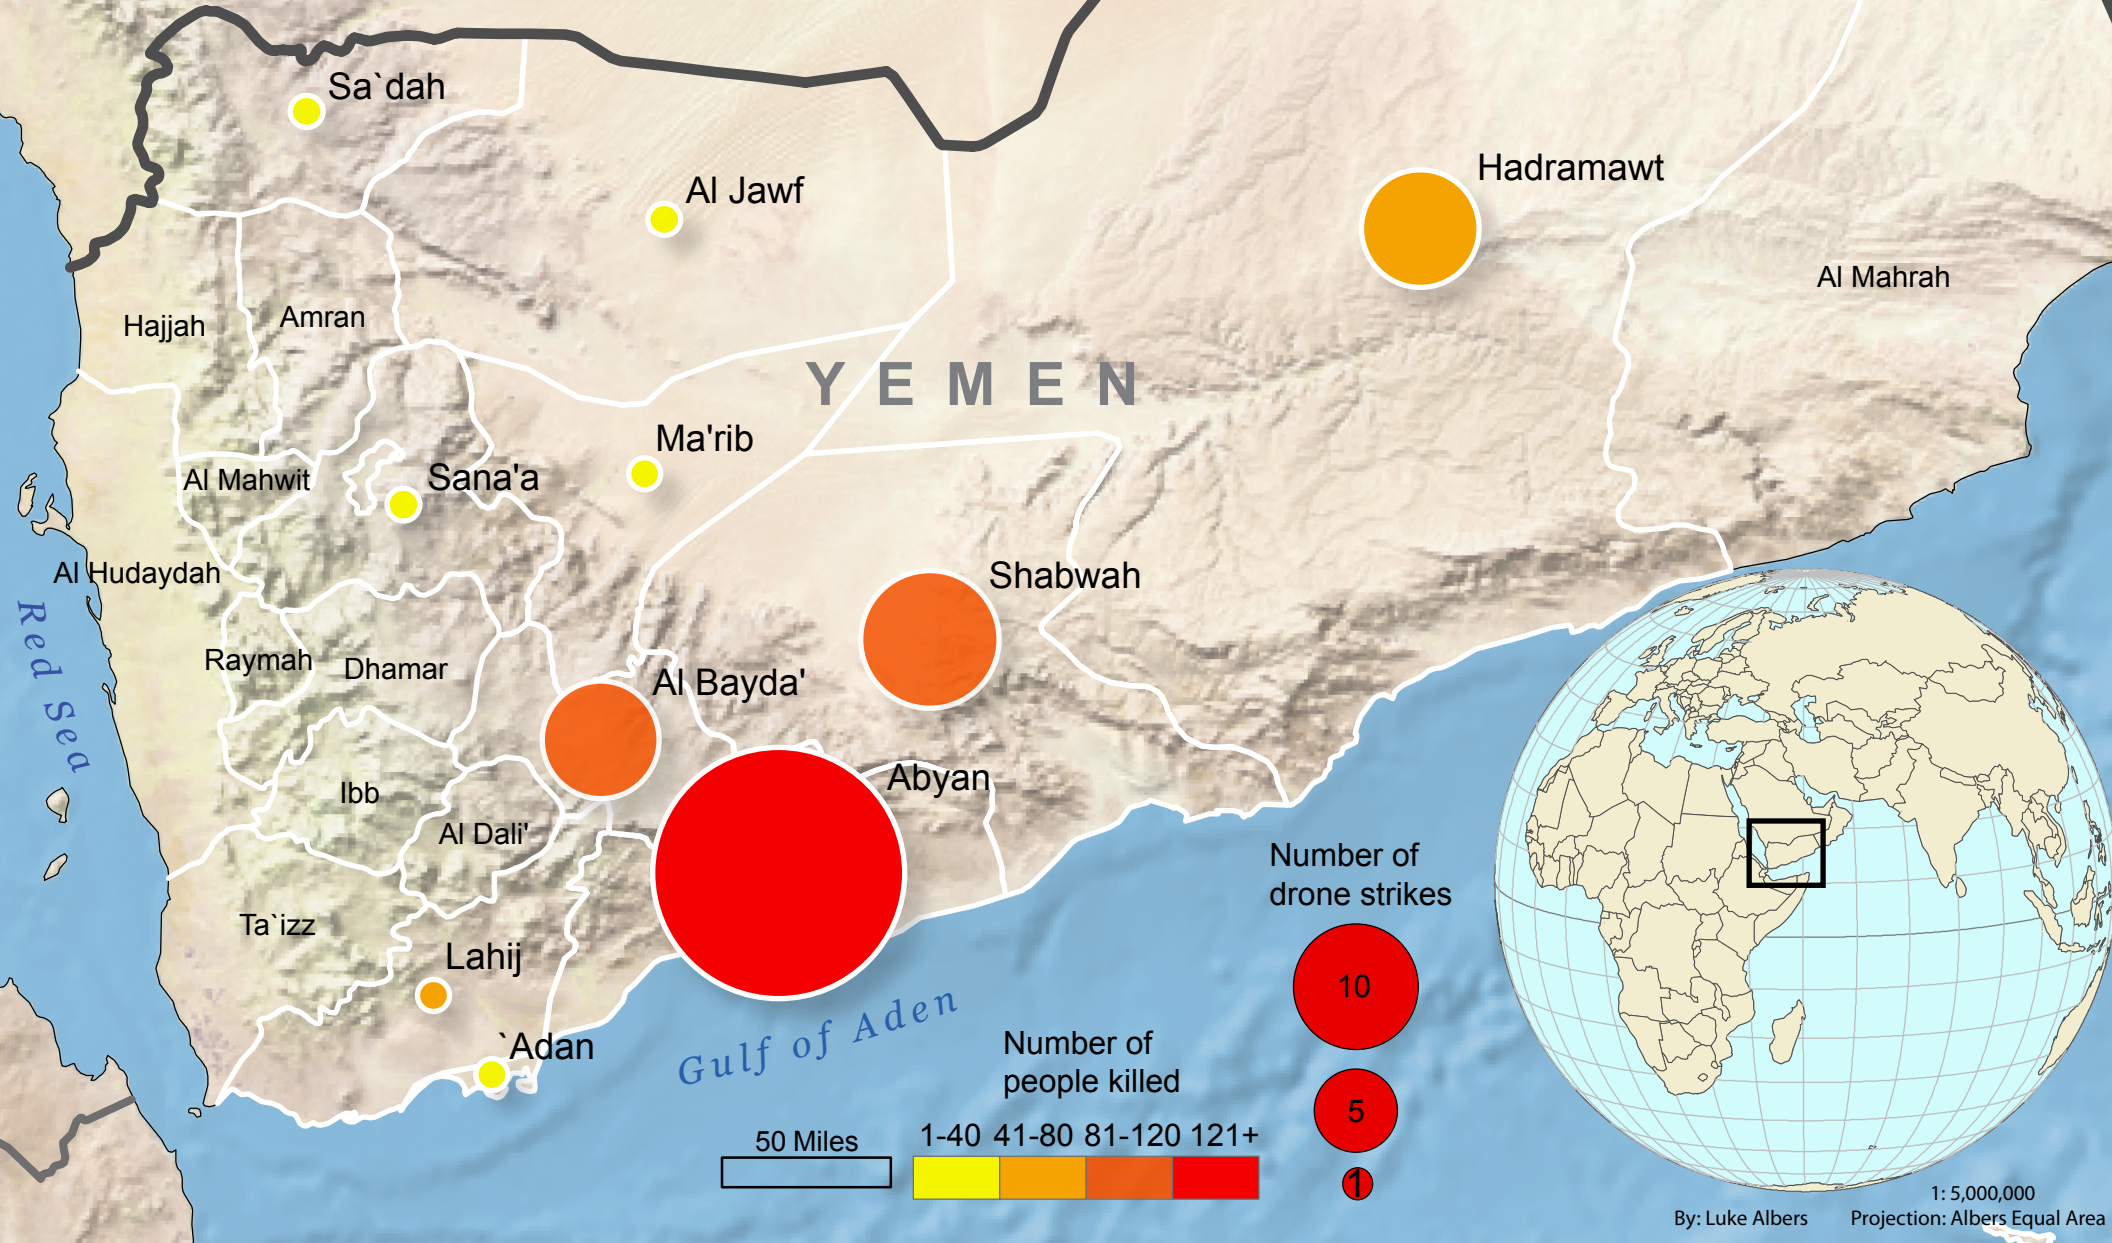 Sa`dah
Al Jawf
Hadramawt
Al Mahrah
Hajjah
Amran
YEMEN
Ma'rib
Al Mahwit
Sana'a
Al Hudaydah
Shabwah
Red Sea
Raymah
Dhamar
Al Bayda'
Abyan
Ibb
Al Dali'
Ta`izz
Lahij
`Adan
Gulf of Aden
Number of
drone strikes
10
5
1
Number of
people killed
1-40 41-80 81-120 121+
50 Miles
1: 5,000,000
By: Luke Albers Projection: Albers Equal Area